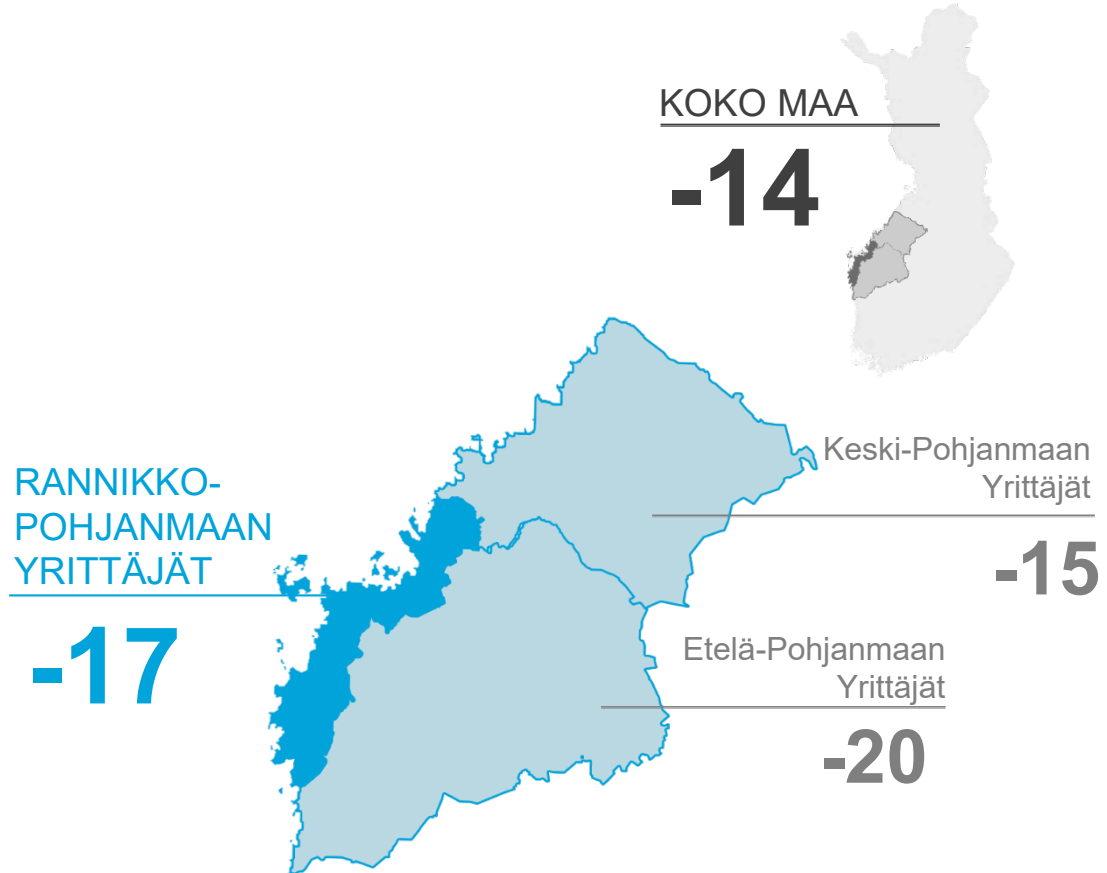 KOKO MAA
-14
Keski-Pohjanmaan
Yrittäjät
-15
RANNIKKO-
POHJANMAAN
YRITTÄJÄT
-17
Etelä-Pohjanmaan
Yrittäjät
-20